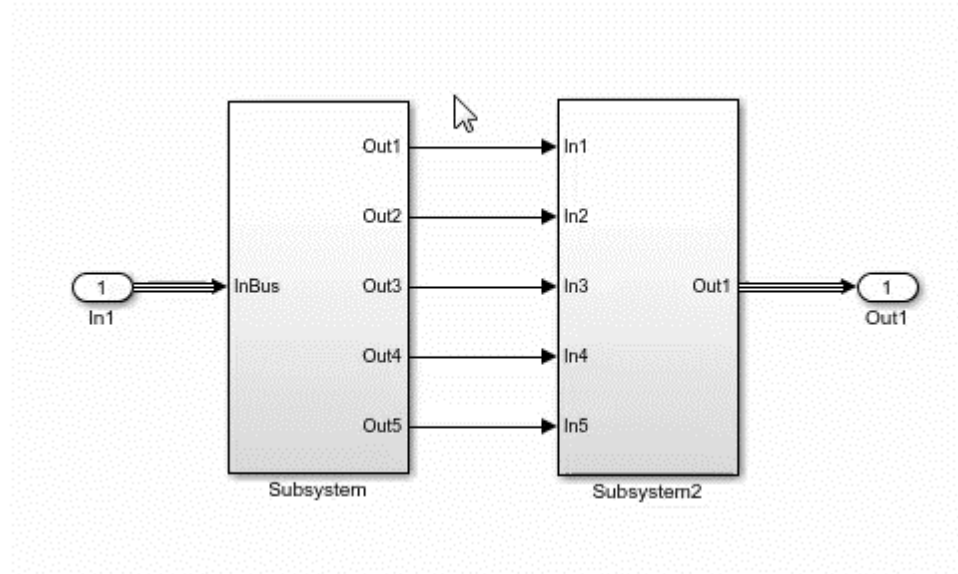 Out1
In1
Out2
In2
1
In1
InBus
Out3
In3
Out1
1
Out1
Out4
In4
Out5
In5
Subsystem
Subsystem2